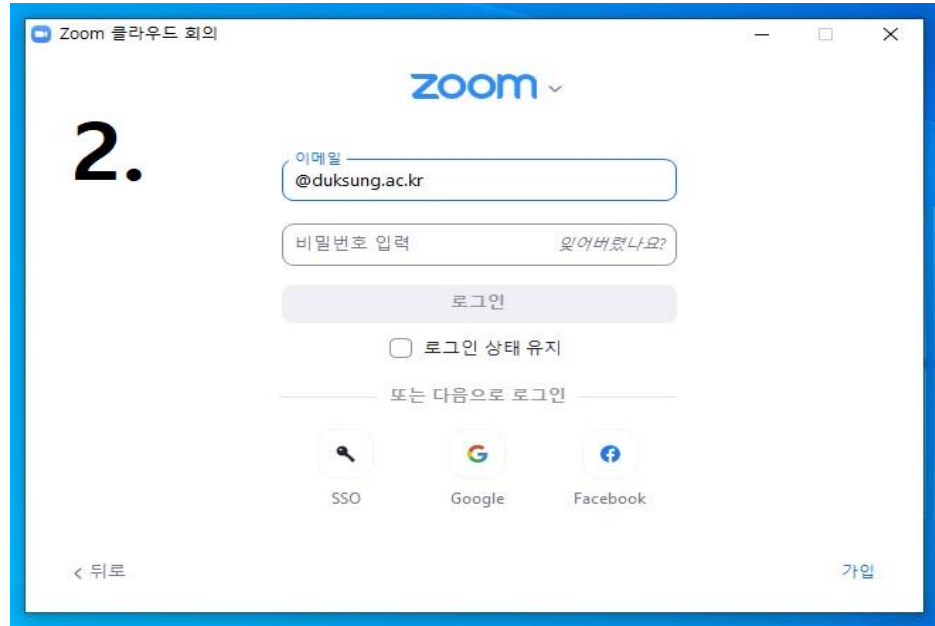 Zoom 클라우드 회의
zoom
2.
이메일
@duksung.ac.kr
비밀번호 입력 잊어버렸나요?
로그인
로그인 상태 유지
또는 다음으로 로그인
SSO Google Facebook
뒤로 가입